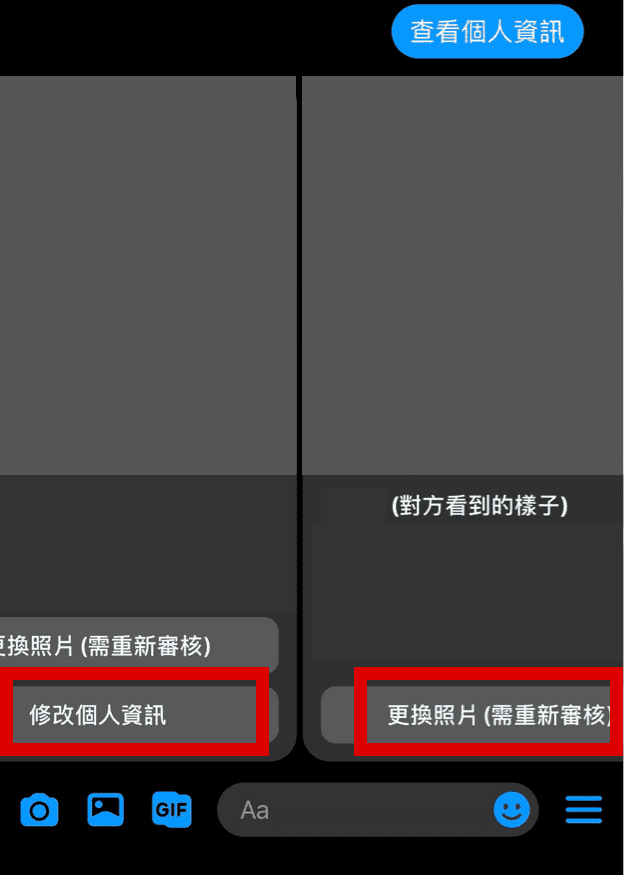 查看個人資訊
(對方看到的樣子)
換照片 (需重新審核)
修改個人資訊
更換照片 (需重新審核)
GIF
Aa